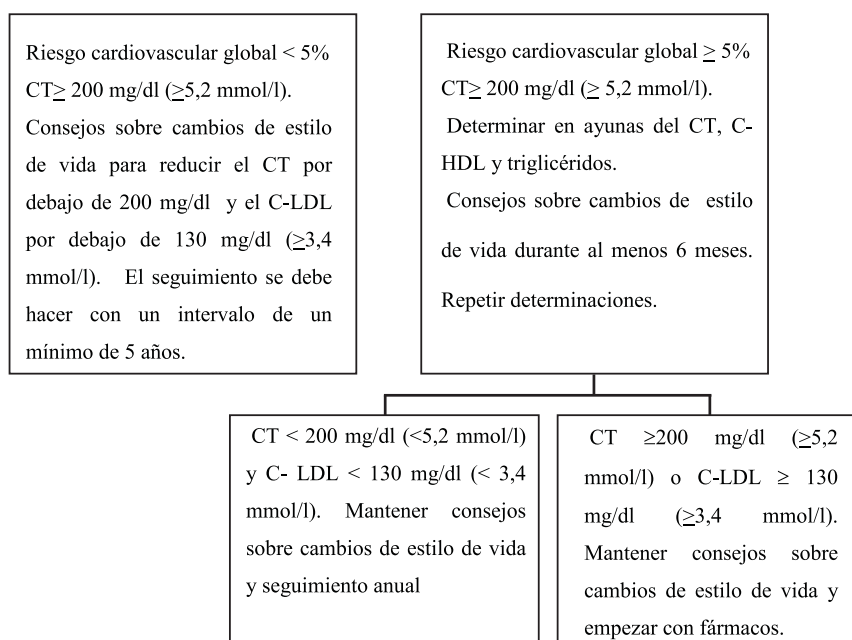 Riesgo cardiovascular global < 5%
CT≥ 200 mg/dl (≥5,2 mmol/l).
Consejos sobre cambios de estilo
de vida para reducir el CT por
debajo de 200 mg/dl y el C-LDL
por debajo de 130 mg/dl (≥3,4
mmol/l). El seguimiento se debe
hacer con un intervalo de un
mínimo de 5 años.
Riesgo cardiovascular global ≥ 5%
CT≥ 200 mg/dl (≥ 5,2 mmol/l).
Determinar en ayunas del CT, C-
HDL y triglicéridos.
Consejos sobre cambios de estilo
de vida durante al menos 6 meses.
Repetir determinaciones.
CT < 200 mg/dl (<5,2 mmol/l)
y C- LDL < 130 mg/dl (< 3,4
mmol/l). Mantener consejos
sobre cambios de estilo de vida
y seguimiento anual
CT ≥200 mg/dl (≥5,2
mmol/l) o C-LDL ≥ 130
mg/dl (≥3,4 mmol/l).
Mantener consejos sobre
cambios de estilo de vida y
empezar con fármacos.